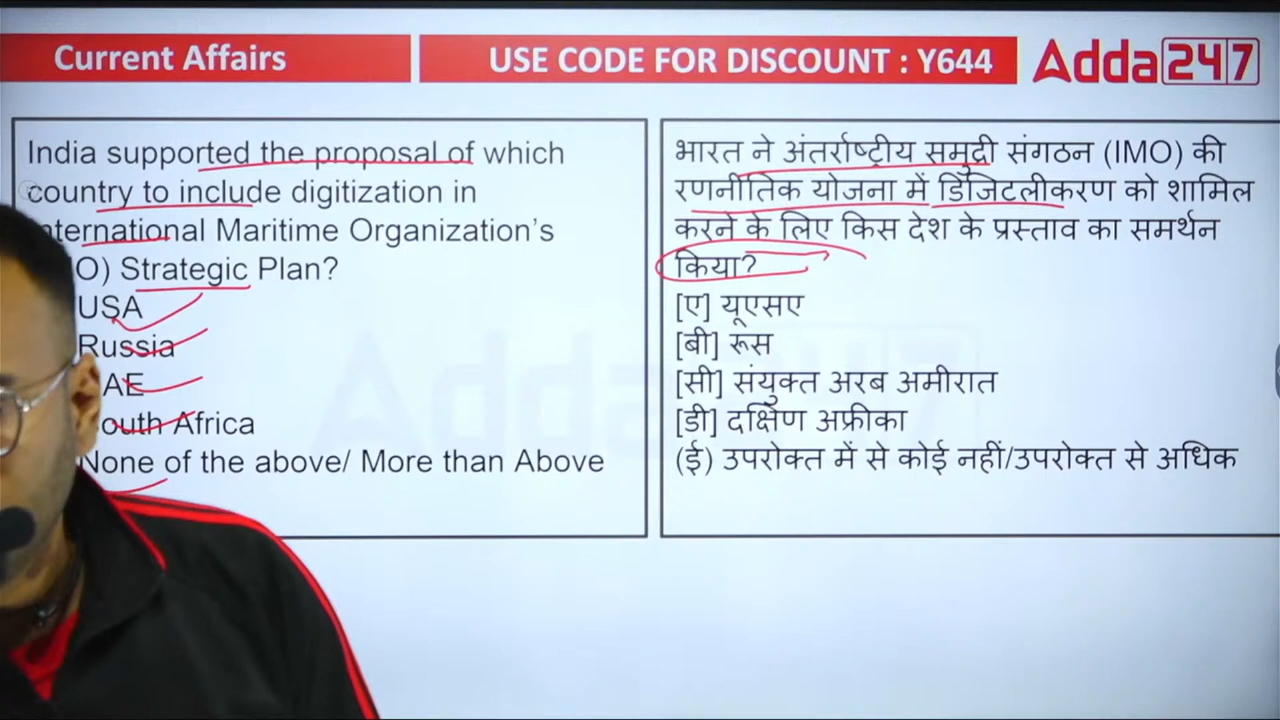 Current Affairs
USE CODE FOR DISCOUNT : Y644
Adda247
India supported the proposal of which
country to include digitization in
International Maritime Organization’s
O) Strategic Plan?
USA
Russia
AE
outh Africa
None of the above/ More than Above
भारत ने अंतर्राष्ट्रीय समुद्री संगठन (IMO) की
रणनीतिक योजना में डिजिटलीकरण को शामिल
करने के लिए किस देश के प्रस्ताव का समर्थन
किया?
[ए] यूएसए
[बी] रूस
[सी] संयुक्त अरब अमीरात
[डी] दक्षिण अफ्रीका
(ई) उपरोक्त में से कोई नहीं/उपरोक्त से अधिक
Adda247